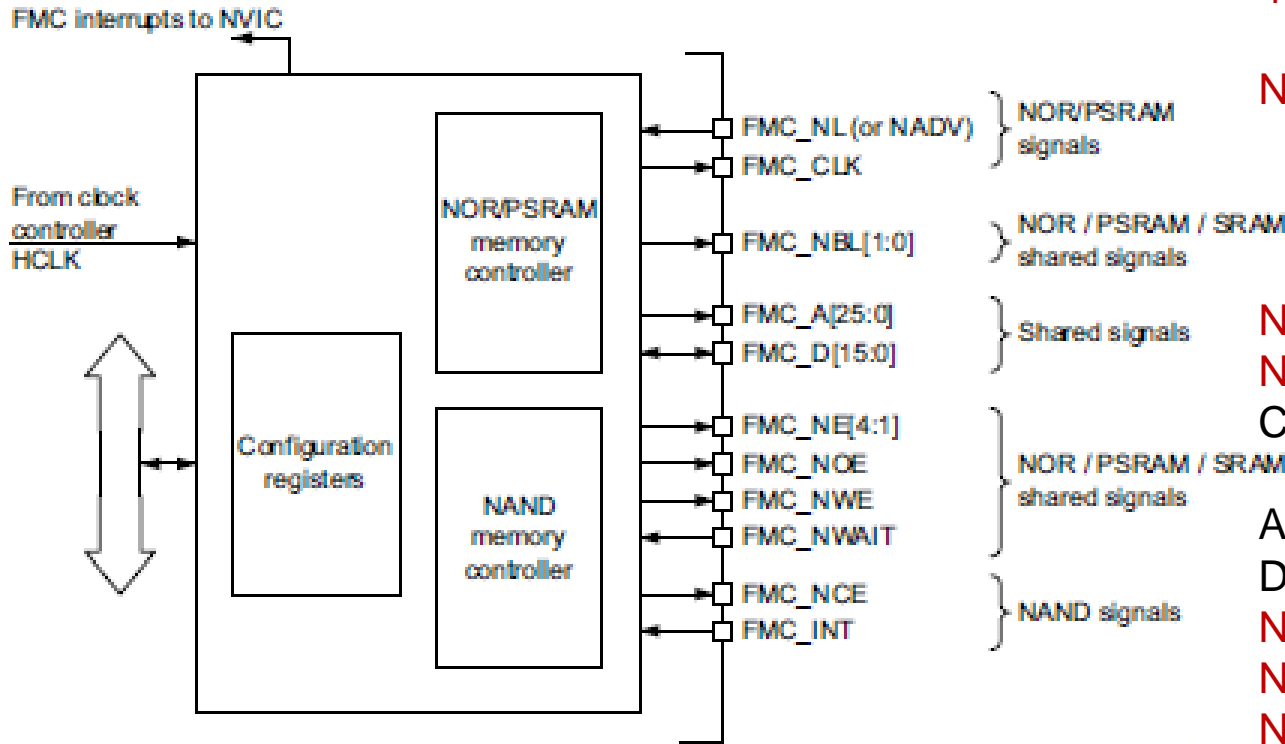 FMC interrupts to NVIC
From clock
controller
HCLK
NOR/PSRAM
memory
controller
Configuration
registers
NAND
memory
controller
FMC_NL (or NADV)
FMC_CLK
NOR/PSRAM
signals
FMC_NBL[1:0]
NOR / PSRAM / SRAM
shared signals
FMC_A[25:0]
FMC_D[15:0]
Shared signals
FMC_NE[4:1]
FMC_NOE
FMC_NWE
FMC_NWAIT
NOR / PSRAM / SRAM
shared signals
FMC_NCE
FMC_INT
NAND signals
N
N
N
C
A
D
N
N
N